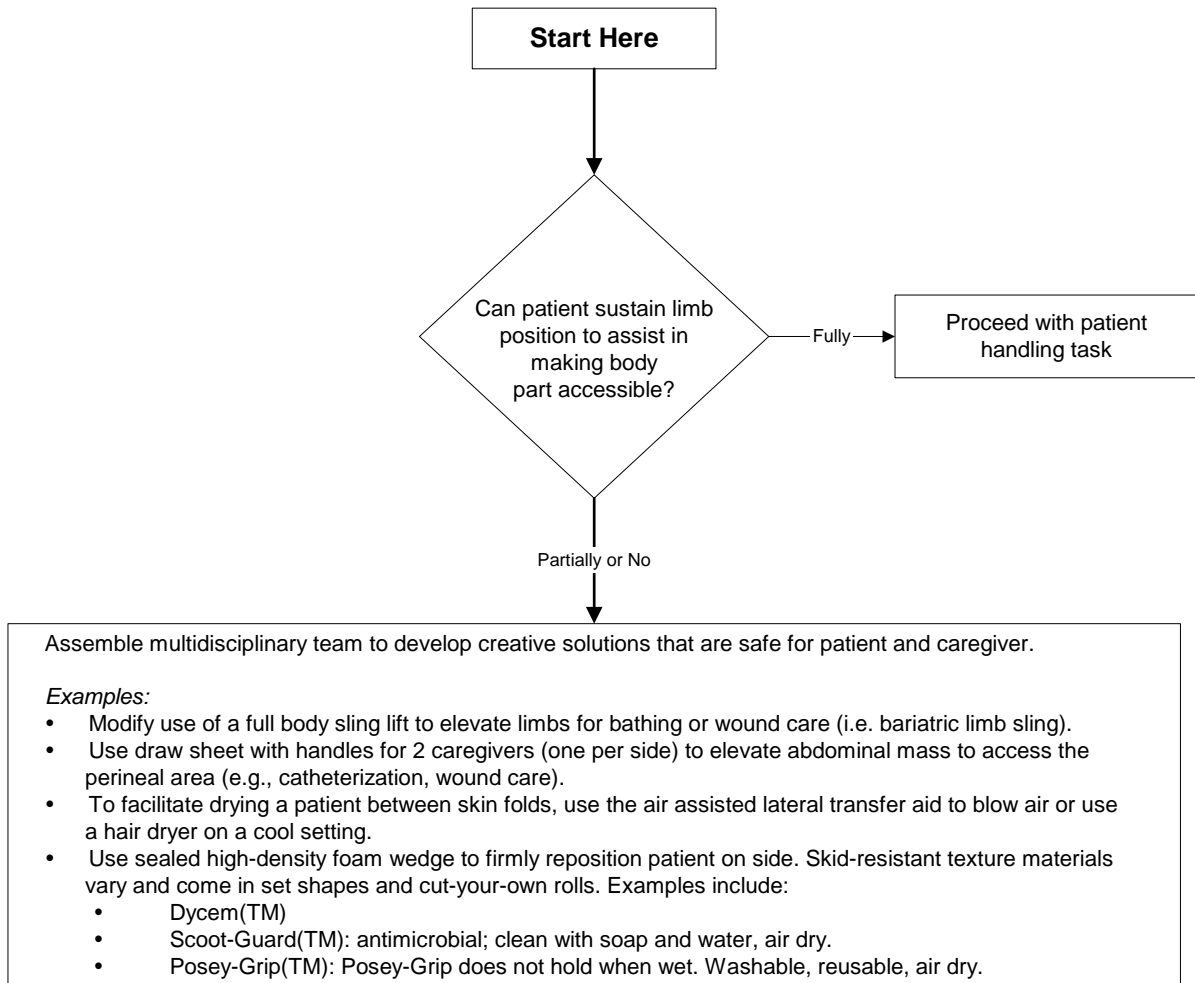 Start Here
Can patient sustain limb
position to assist in
making body
part accessible?
Fully
Proceed with patient
handling task
Partially or No
Assemble multidisciplinary team to develop creative solutions that are safe for patient and caregiver.
Examples:
• Modify use of a full body sling lift to elevate limbs for bathing or wound care (i.e. bariatric limb sling).
• Use draw sheet with handles for 2 caregivers (one per side) to elevate abdominal mass to access the
perineal area (e.g., catheterization, wound care).
• To facilitate drying a patient between skin folds, use the air assisted lateral transfer aid to blow air or use
a hair dryer on a cool setting.
• Use sealed high-density foam wedge to firmly reposition patient on side. Skid-resistant texture materials
vary and come in set shapes and cut-your-own rolls. Examples include:
• Dycem(TM)
• Scoot-Guard(TM): antimicrobial; clean with soap and water, air dry.
• Posey-Grip(TM): Posey-Grip does not hold when wet. Washable, reusable, air dry.